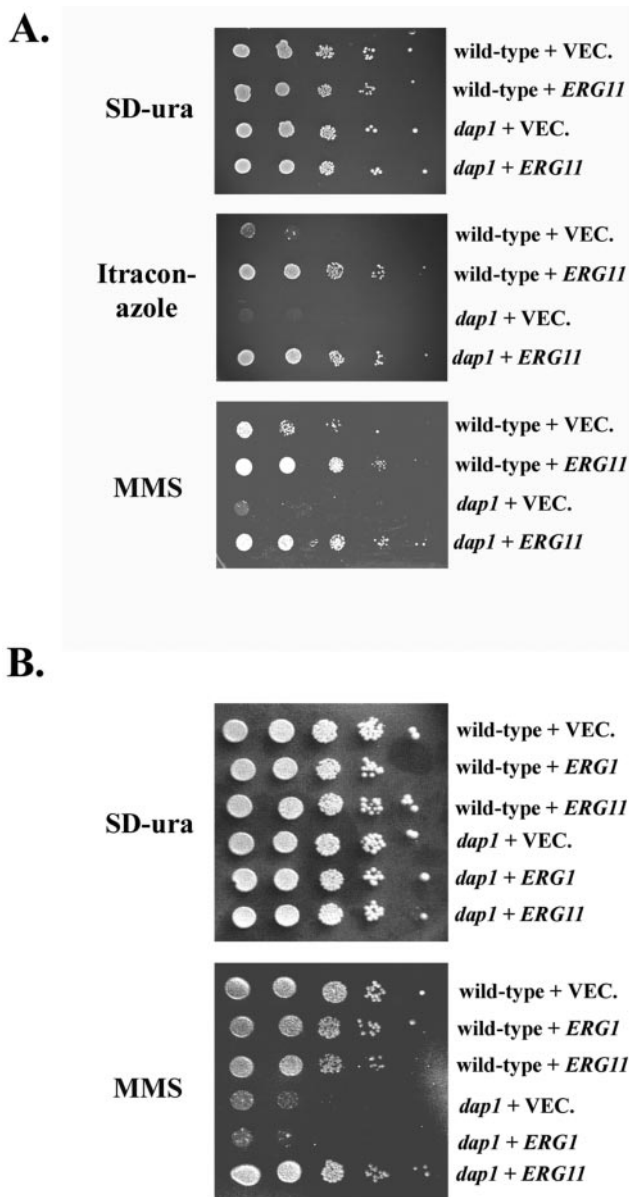 A.
SD-ura
wild-type + VEC.
wild-type + ERG11
dap1 + VEC.
dap1 + ERG11
Itracon-
azole
wild-type + VEC.
wild-type + ERG11
dap1 + VEC.
dap1 + ERG11
MMS
wild-type + VEC.
wild-type + ERG11
dap1 + VEC.
dap1 + ERG11
B.
SD-ura
wild-type + VEC.
wild-type + ERG1
wild-type + ERG11
dap1 + VEC.
dap1 + ERG1
dap1 + ERG11
MMS
wild-type + VEC.
wild-type + ERG1
wild-type + ERG11
dap1 + VEC.
dap1 + ERG1
dap1 + ERG11